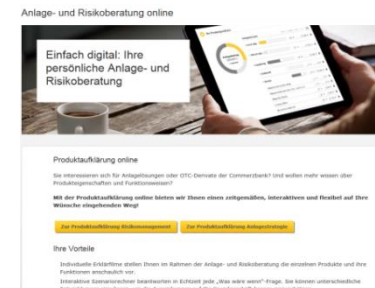 Anlage- und Risikoberatung online
Einfach digital: Ihre
persönliche Anlage- und
Risikoberatung
Produktaufklärung online
Sie interessieren sich für Anlagelösungen oder OTC-Derivate der Commerzbank? Und wollen mehr wissen über
Produkteigenschaften und Funktionsweisen?
Mit der Produktaufklärung online bieten wir Ihnen einen zeitgemäßen, interaktiven und flexibel auf Ihre
Wünsche eingehenden Weg!
Zur Produktaufklärung Risikomanagement
Zur Produktaufklärung Anlagestrategie
Ihre Vorteile
Individuelle Erklärfilme stellen Ihnen im Rahmen der Anlage- und Risikoberatung die einzelnen Produkte und ihre
Funktionen anschaulich vor.
Interaktive Szenariorechner beantworten in Echtzeit jede „Was wäre wenn“-Frage. Sie können unterschiedliche